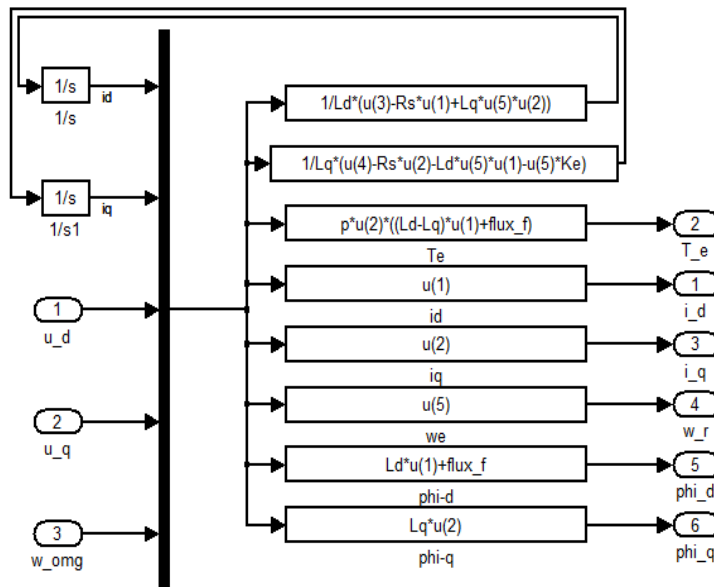 1/s
id
1/s
1/Ld*(u(3)-Rs*u(1)+Lq*u(5)*u(2))
1/s
iq
1/s1
1/Lq*(u(4)-Rs*u(2)-Ld*u(5)*u(1)-u(5)*Ke)
p*u(2)*((Ld-Lq)*u(1)+flux_f)
Te
2
T_e
1
u_d
u(1)
id
1
i_d
u(2)
iq
3
i_q
2
u_q
u(5)
we
4
w_r
Ld*u(1)+flux_f
phi-d
5
phi_d
3
w_omg
Lq*u(2)
phi-q
6
phi_q